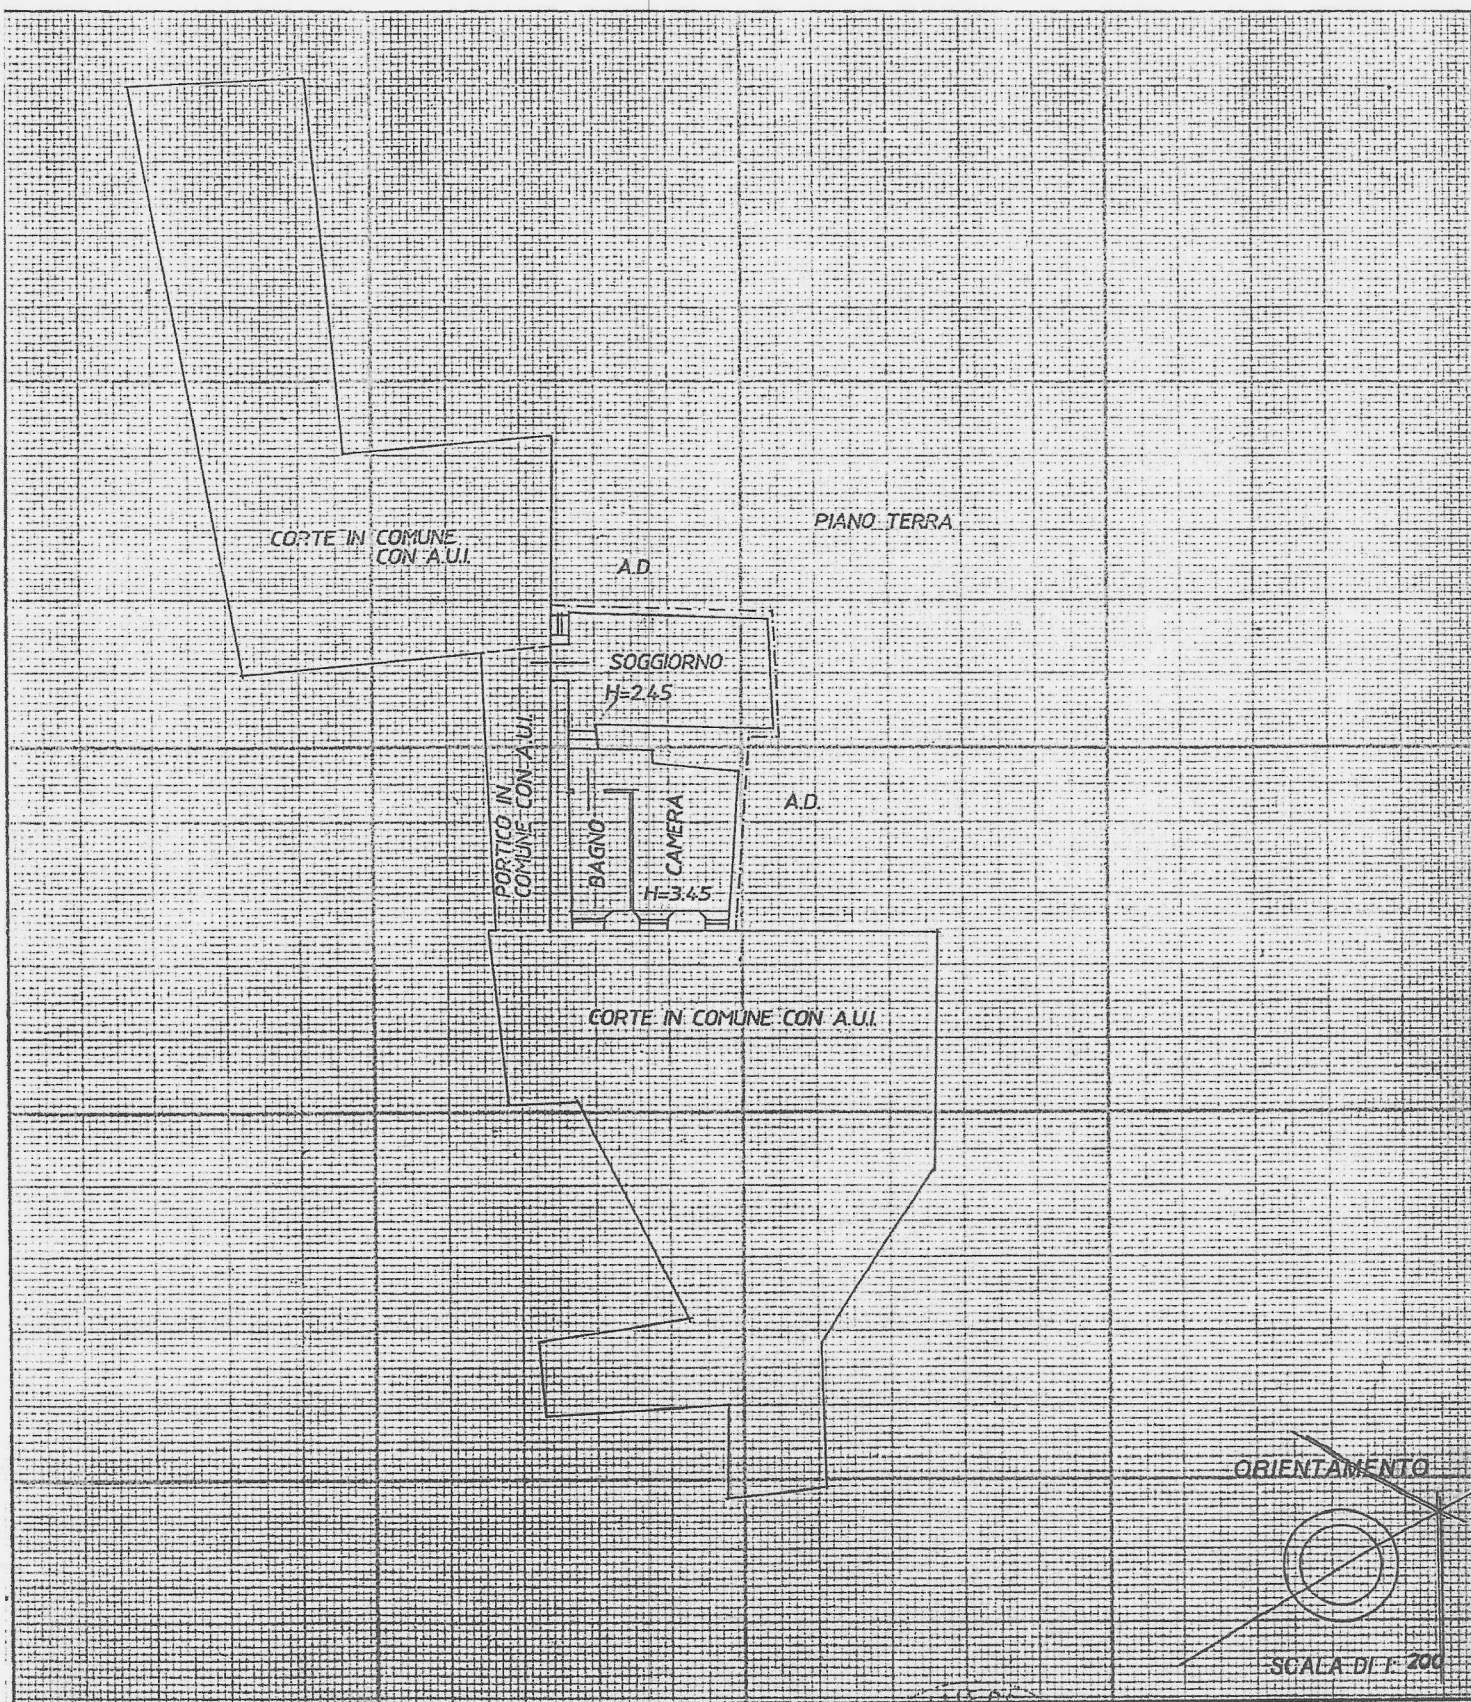 PIANO TERRA
CORTE IN COMUNE
CON A.U.I.
A.D.
SOGGIORNO
H=2.45
PORTICO IN
COMUNE CON A.U.I.
BAGNO
CAMERA
H=3.45
A.D.
CORTE IN COMUNE CON A.U.I.
ORIENTAMENTO
SCALA DI 1: 200